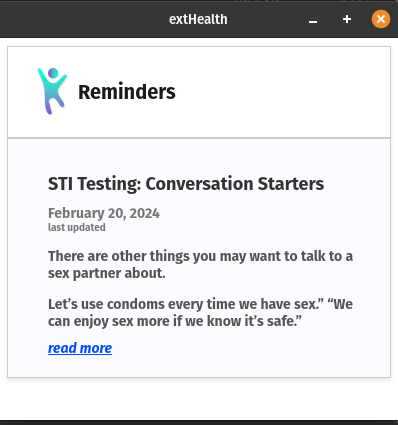 extHealth
Reminders
STI Testing: Conversation Starters
February 20, 2024
last updated
There are other things you may want to talk to a
sex partner about.
Let’s use condoms every time we have sex.” “We
can enjoy sex more if we know it’s safe.”
read more